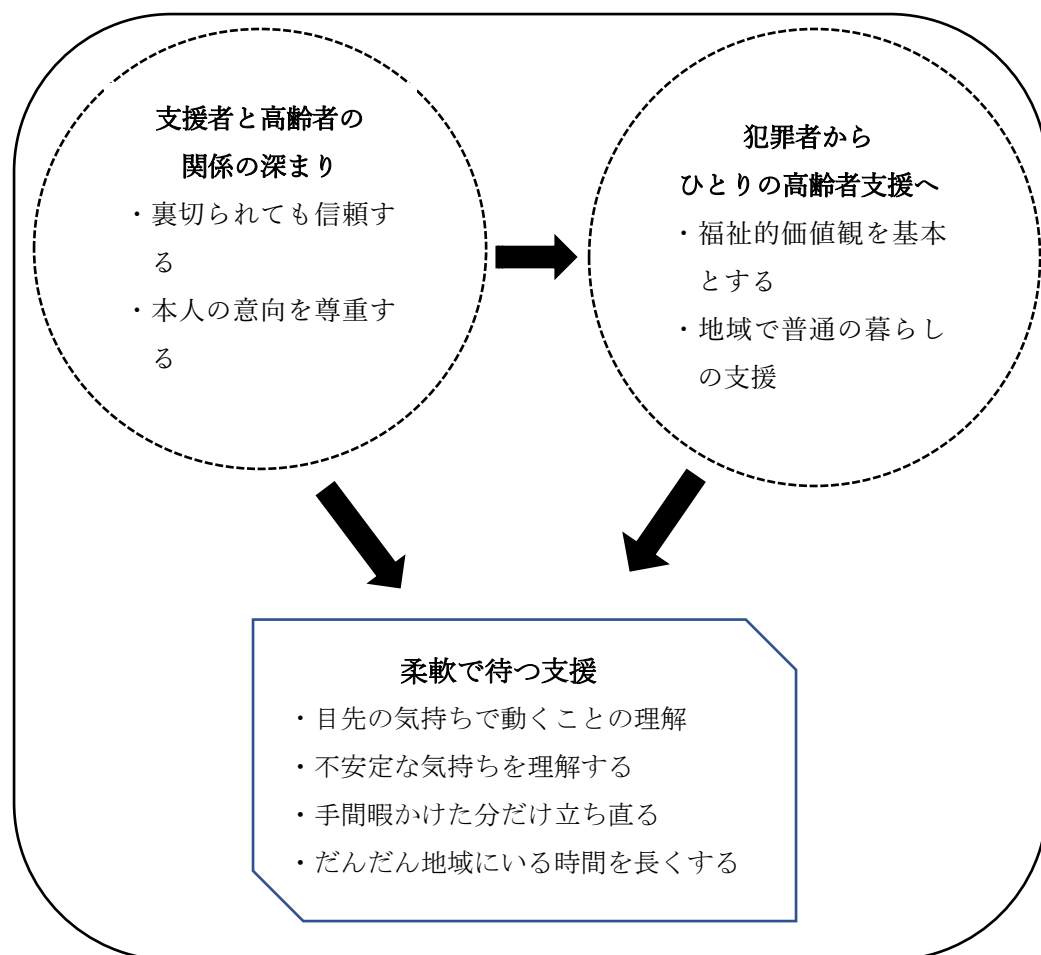 支援者と高齢者の
関係の深まり
・裏切られても信頼す
る
・本人の意向を尊重す
る
犯罪者から
ひとりの高齢者支援へ
・福祉的価値観を基本
とする
・地域で普通の暮らし
の支援
柔軟で待つ支援
・目先の気持ちで動くことの理解
・不安定な気持ちを理解する
・手間暇かけた分だけ立ち直る
・だんだん地域にいる時間を長くする